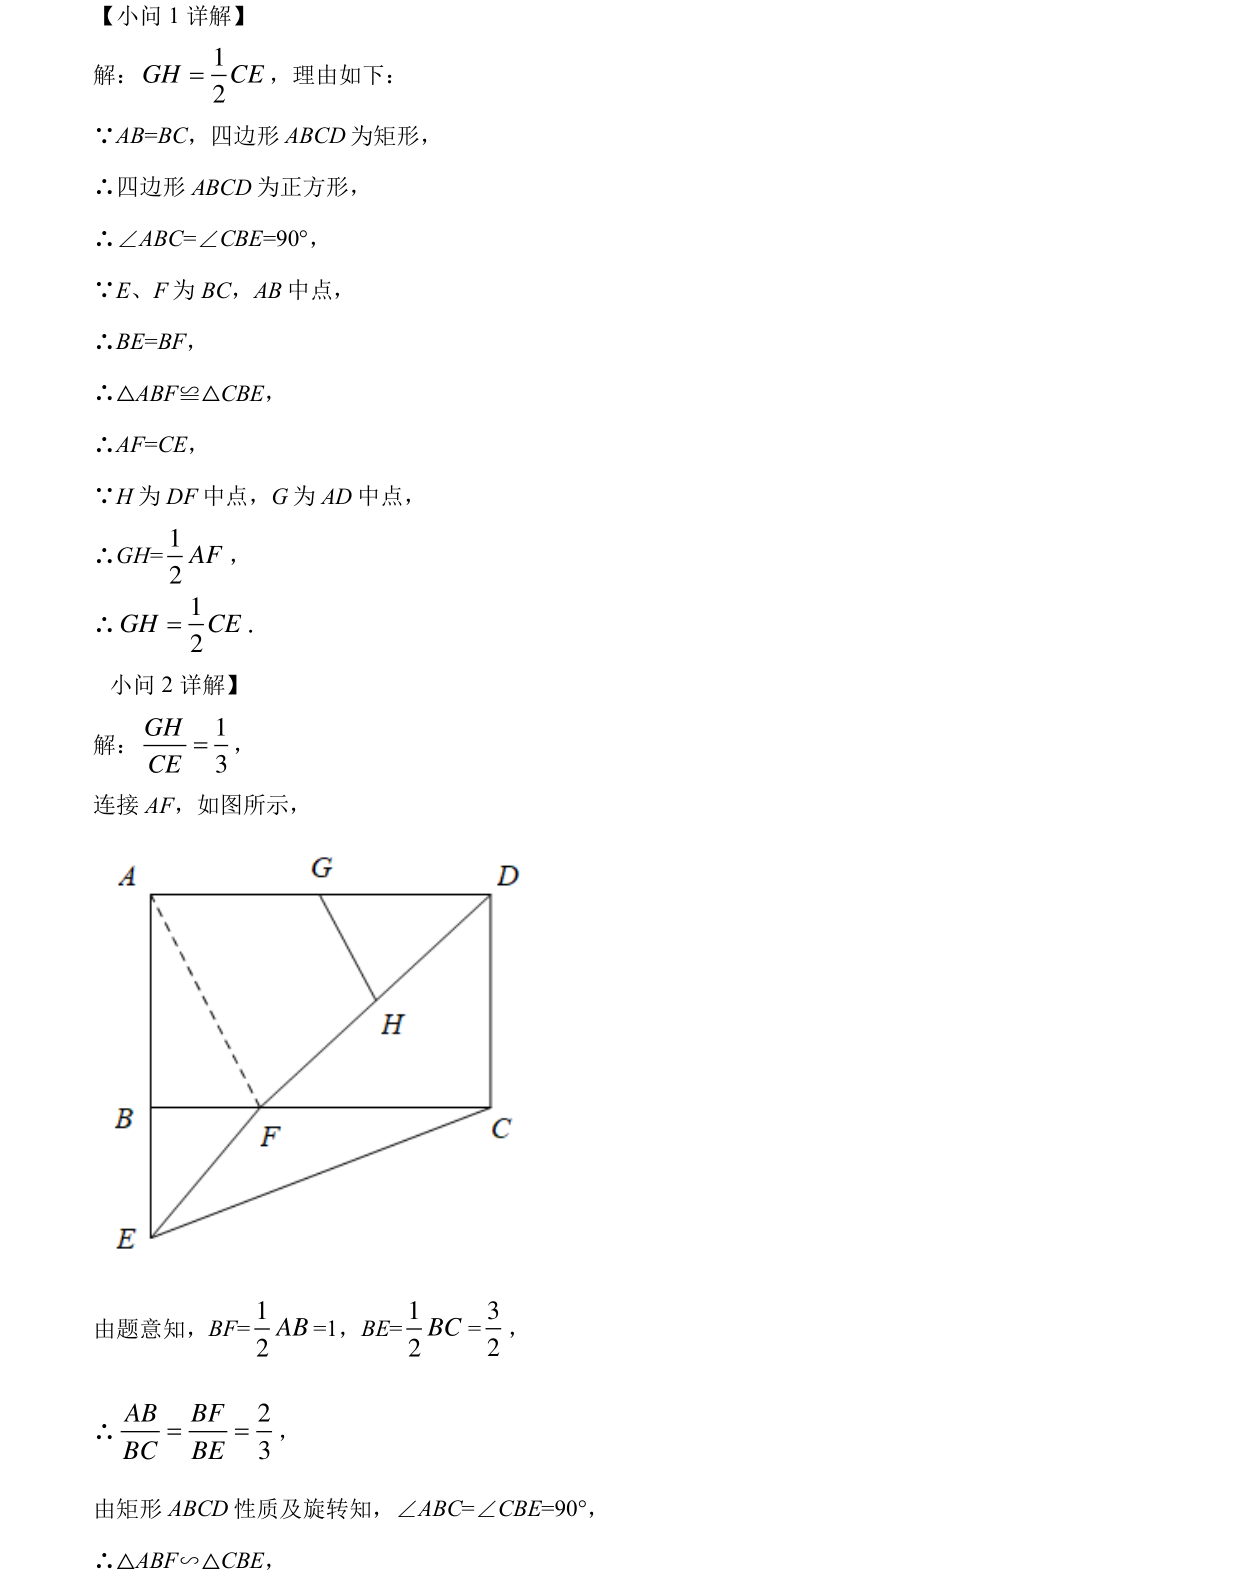 【小问 1 详解】
解：GH = 1/2 CE，理由如下：
∵AB=BC，四边形 ABCD 为矩形，
∴四边形 ABCD 为正方形，
∴∠ABC=∠CBE=90°，
∵E、F 为 BC，AB 中点，
∴BE=BF，
∴△ABF≌△CBE，
∴AF=CE，
∵H 为 DF 中点，G 为 AD 中点，
∴GH=1/2 AF，
∴GH = 1/2 CE．
小问 2 详解】
解：GH/CE = 1/3，
连接 AF，如图所示，
A G D
H
B F C
E
由题意知，BF=1/2 AB=1，BE=1/2 BC=3/2，
∴AB/BC = BF/BE = 2/3，
由矩形 ABCD 性质及旋转知，∠ABC=∠CBE=90°，
∴△ABF∽△CBE，